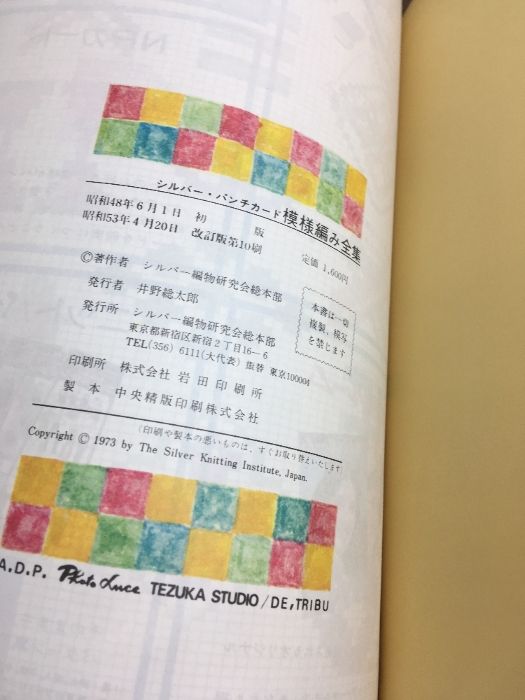 シルバー・パンチカード模様編み全集
昭和48年6月1日 初 版
昭和53年4月20日 改訂版第10刷
定価 1,600円
©著作者 シルバー編物研究会総本部
発行者 井野総太郎
発行所 シルバー編物研究会総本部
東京都新宿区新宿2丁目16−6
TEL(356) 6111(大代表) 振替 東京100004
本書は一切
複製、模写
を禁じます
印刷所 株式会社 岩田印刷所
製 本 中央精版印刷株式会社
(印刷や製本の悪いものは、すぐお取り替えいたします
Copyright © 1973 by The Silver Knitting Institute, Japan.
A.D.P. Photo Luce TEZUKA STUDIO / DE,TRIBU